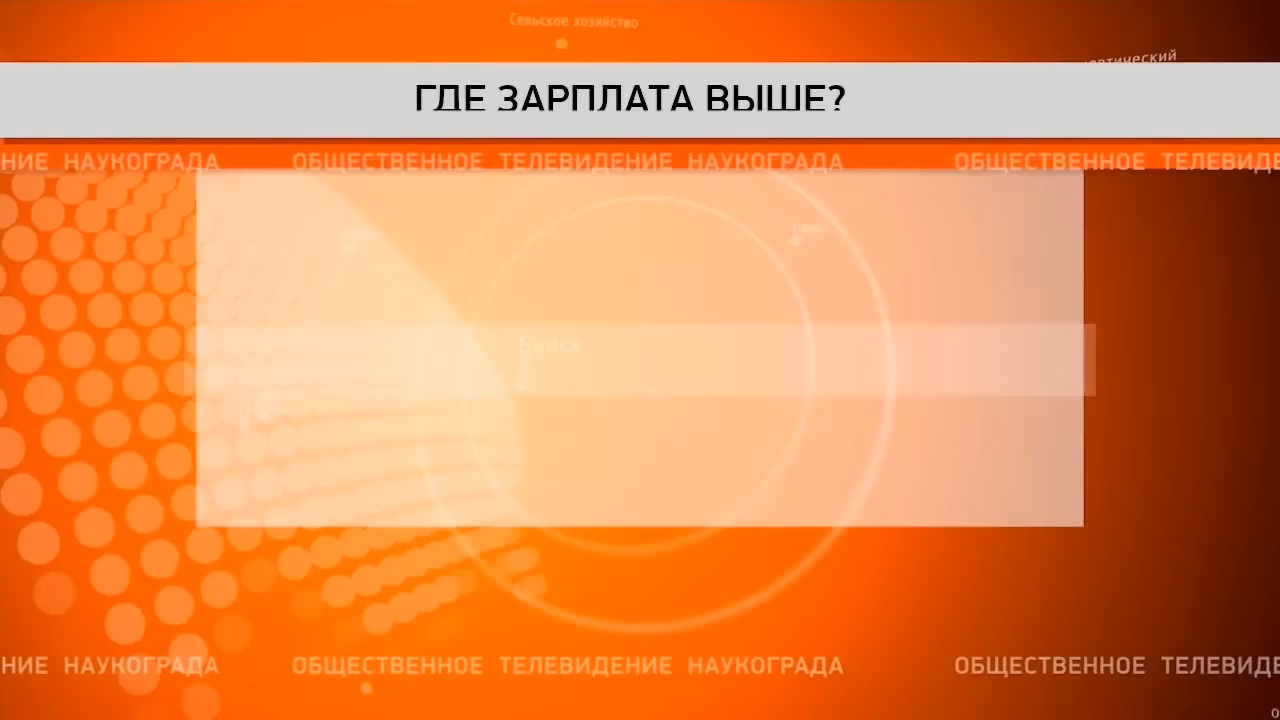 Сельское хозяйство
ГДЕ ЗАРПЛАТА ВЫШЕ?
НИЕ НАУКОГРАДА ОБЩЕСТВЕННОЕ ТЕЛЕВИДЕНИЕ НАУКОГРАДА ОБЩЕСТВЕННОЕ ТЕЛЕВИДЕ
Бийск
НИЕ НАУКОГРАДА ОБЩЕСТВЕННОЕ ТЕЛЕВИДЕНИЕ НАУКОГРАДА ОБЩЕСТВЕННОЕ ТЕЛЕВИДЕ